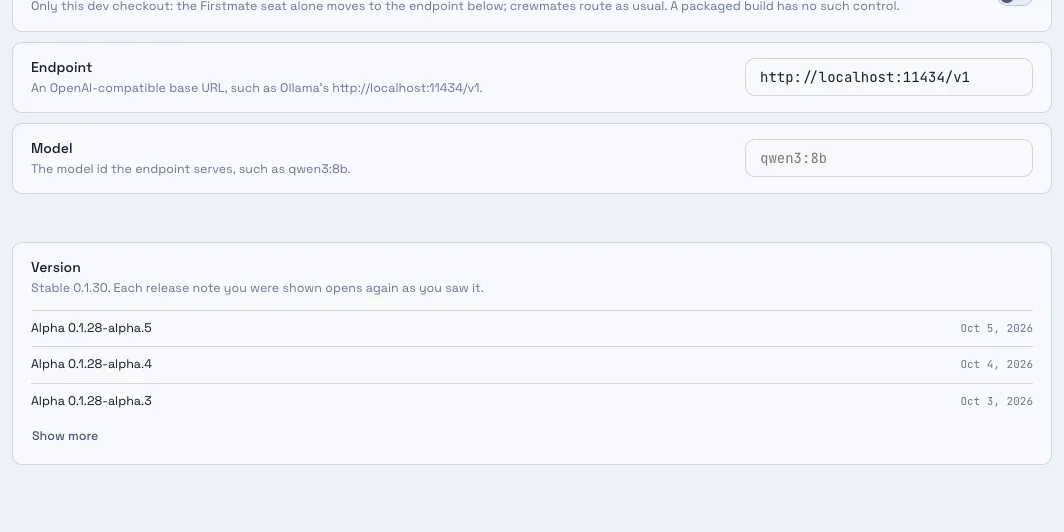 Only this dev checkout: the Firstmate seat alone moves to the endpoint below; crewmates route as usual. A packaged build has no such control.
Endpoint
An OpenAI-compatible base URL, such as Ollama's http://localhost:11434/v1.
http://localhost:11434/v1
Model
The model id the endpoint serves, such as qwen3:8b.
qwen3:8b
Version
Stable 0.1.30. Each release note you were shown opens again as you saw it.
Alpha 0.1.28-alpha.5
Oct 5, 2026
Alpha 0.1.28-alpha.4
Oct 4, 2026
Alpha 0.1.28-alpha.3
Oct 3, 2026
Show more